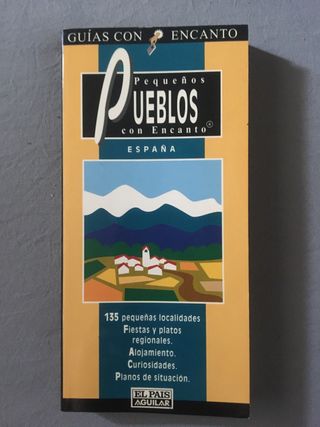 GUÍAS CON ENCANTO
Pequeños
PUEBLOS
con Encanto®
ESPAÑA
135 pequeñas localidades
Fiestas y platos
regionales.
Alojamiento.
Curiosidades.
Planos de situación.
EL PAIS
AGUILAR